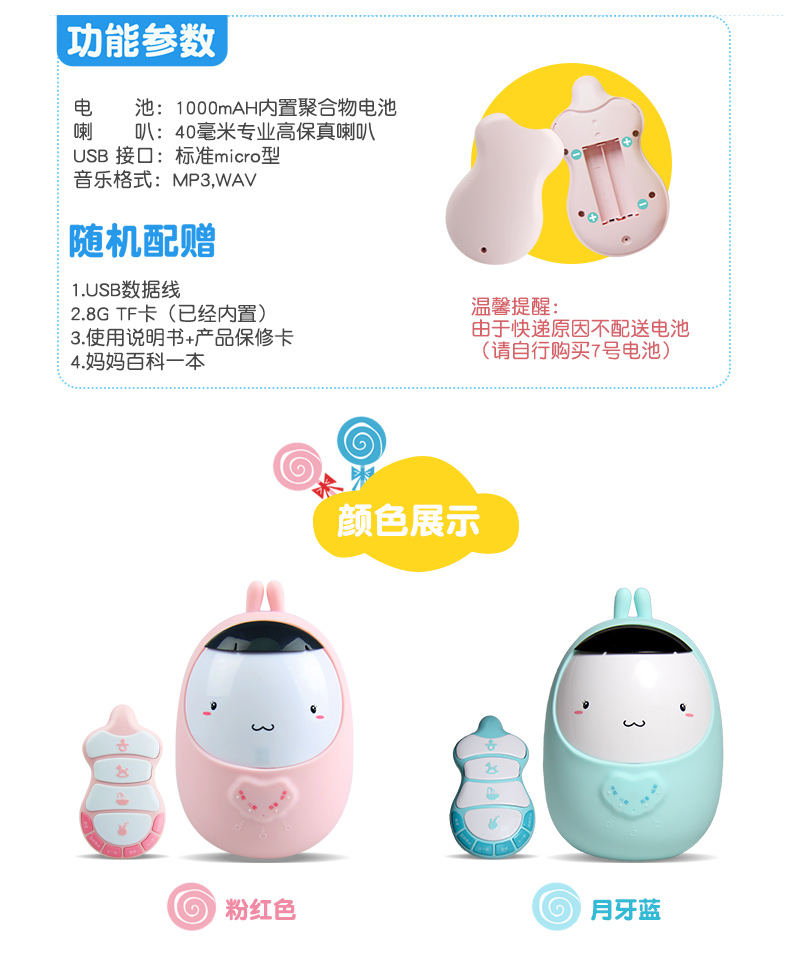 功能参数
电　　池：1000mAH内置聚合物电池
喇　　叭：40毫米专业高保真喇叭
USB 接口：标准micro型
音乐格式：MP3,WAV
随机配赠
1.USB数据线
2.8G TF卡（已经内置）
3.使用说明书+产品保修卡
4.妈妈百科一本
温馨提醒：
由于快递原因不配送电池
（请自行购买7号电池）
颜色展示
粉红色
月牙蓝